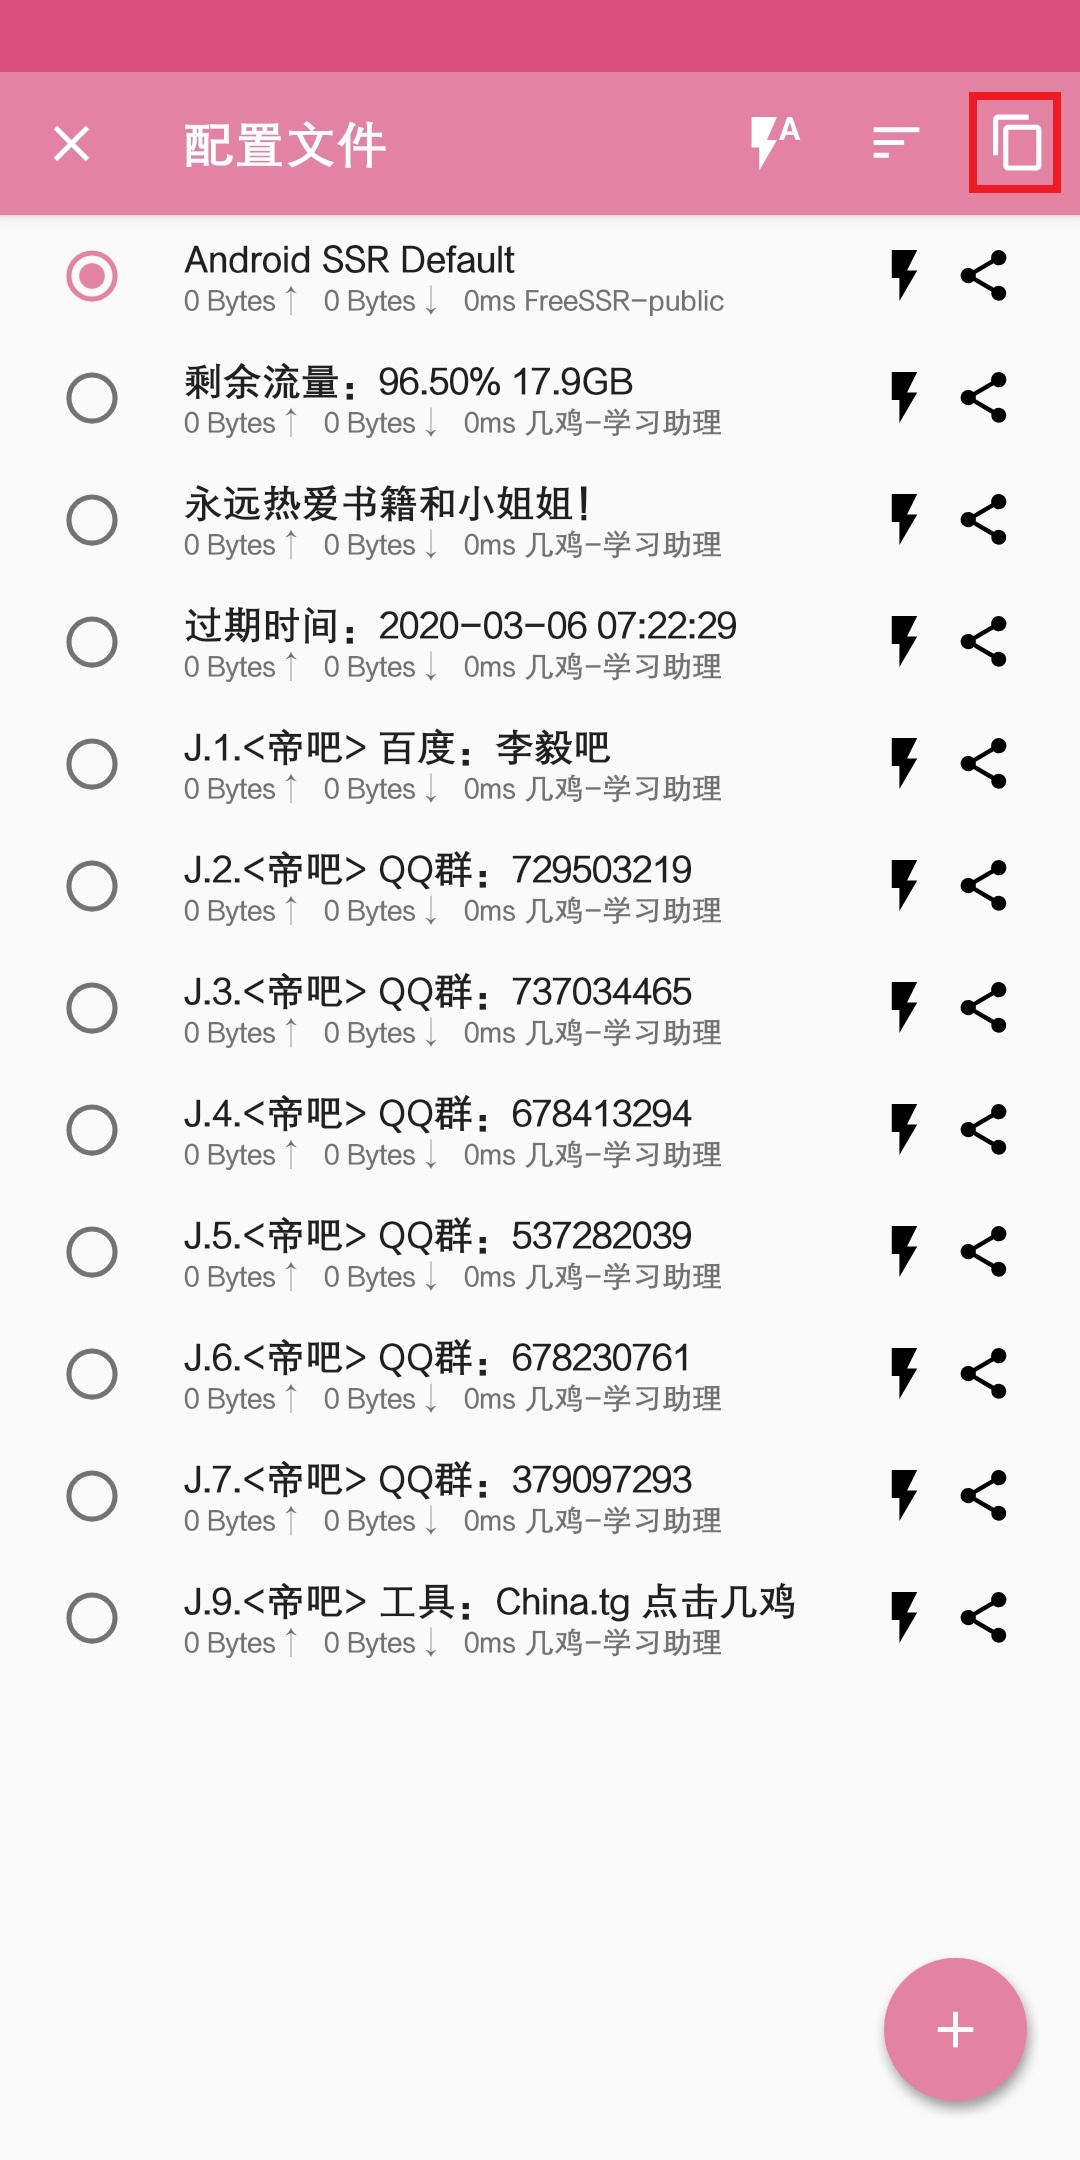 配置文件
A
Android SSR Default
0 Bytes↑ 0 Bytes↓ 0ms FreeSSR-public
剩余流量：96.50% 17.9GB
0 Bytes↑ 0 Bytes↓ 0ms 几鸡-学习助理
永远热爱书籍和小姐姐！
0 Bytes↑ 0 Bytes↓ 0ms 几鸡-学习助理
过期时间：2020-03-06 07:22:29
0 Bytes↑ 0 Bytes↓ 0ms 几鸡-学习助理
J.1.<帝吧> 百度：李毅吧
0 Bytes↑ 0 Bytes↓ 0ms 几鸡-学习助理
J.2.<帝吧> QQ群：729503219
0 Bytes↑ 0 Bytes↓ 0ms 几鸡-学习助理
J.3.<帝吧> QQ群：737034465
0 Bytes↑ 0 Bytes↓ 0ms 几鸡-学习助理
J.4.<帝吧> QQ群：678413294
0 Bytes↑ 0 Bytes↓ 0ms 几鸡-学习助理
J.5.<帝吧> QQ群：537282039
0 Bytes↑ 0 Bytes↓ 0ms 几鸡-学习助理
J.6.<帝吧> QQ群：678230761
0 Bytes↑ 0 Bytes↓ 0ms 几鸡-学习助理
J.7.<帝吧> QQ群：379097293
0 Bytes↑ 0 Bytes↓ 0ms 几鸡-学习助理
J.9.<帝吧> 工具：China.tg 点击几鸡
0 Bytes↑ 0 Bytes↓ 0ms 几鸡-学习助理